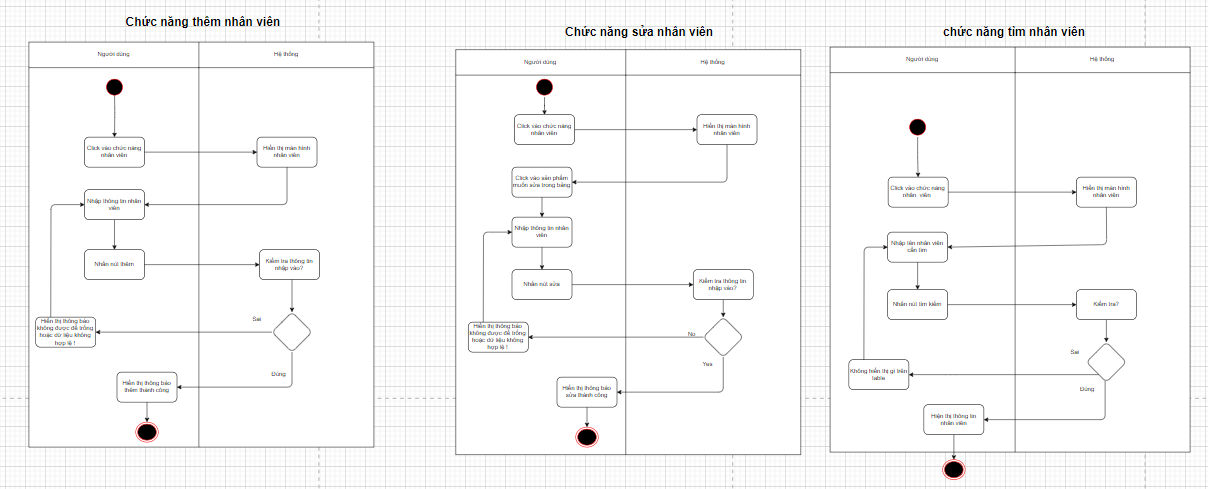 Chức năng thêm nhân viên
Người dùng
Hệ thống
Click vào chức năng
nhân viên
Hiển thị màn hình
nhân viên
Nhập thông tin nhân
viên
Nhấn nút thêm
Kiểm tra thông tin
nhập vào?
Sai
Hiển thị thông báo
không được để trống
hoặc dữ liệu không
hợp lệ !
Đúng
Hiển thị thông báo
thêm thành công
Chức năng sửa nhân viên
Người dùng
Hệ thống
Click vào chức năng
nhân viên
Hiển thị màn hình
nhân viên
Click vào sản phẩm
muốn sửa trong bảng
Nhập thông tin nhân
viên
Nhấn nút sửa
Kiểm tra thông tin
nhập vào?
No
Hiển thị thông báo
không được để trống
hoặc dữ liệu không
hợp lệ !
Yes
Hiển thị thông báo
sửa thành công
chức năng tìm nhân viên
Người dùng
Hệ thống
Click vào chức năng
nhân viên
Hiển thị màn hình
nhân viên
Nhập tên nhân viên
cần tìm
Nhấn nút tìm kiếm
Kiểm tra?
Sai
Không hiển thị gì trên
table
Đúng
Hiện thị thông tin
nhân viên